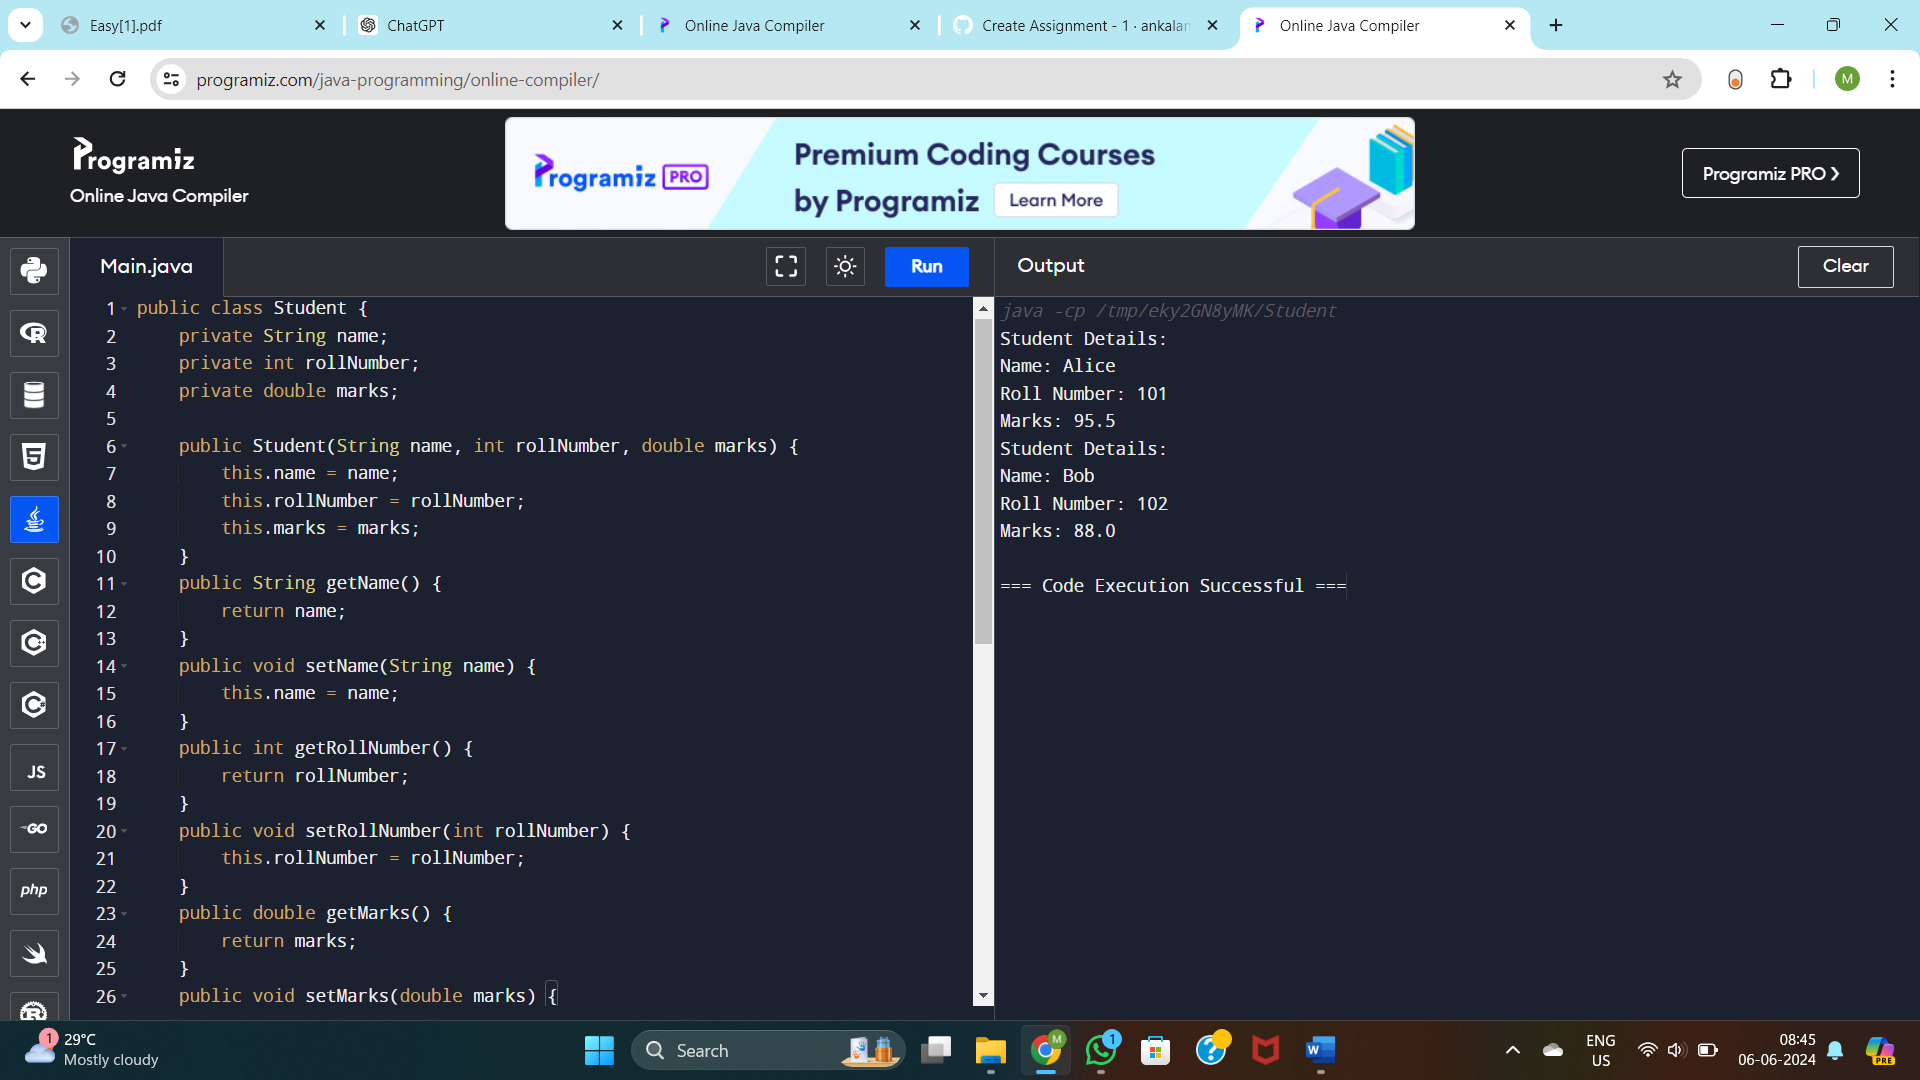 Easy[1].pdf
ChatGPT
Online Java Compiler
Create Assignment - 1 · ankalam
Online Java Compiler
programiz.com/java-programming/online-compiler/
M
Programiz
Online Java Compiler
Programiz PRO
Premium Coding Courses
by Programiz
Learn More
Programiz PRO ❯
Main.java
Run
Output
Clear
1 public class Student {
2     private String name;
3     private int rollNumber;
4     private double marks;
5
6     public Student(String name, int rollNumber, double marks) {
7         this.name = name;
8         this.rollNumber = rollNumber;
9         this.marks = marks;
10     }
11     public String getName() {
12         return name;
13     }
14     public void setName(String name) {
15         this.name = name;
16     }
17     public int getRollNumber() {
18         return rollNumber;
19     }
20     public void setRollNumber(int rollNumber) {
21         this.rollNumber = rollNumber;
22     }
23     public double getMarks() {
24         return marks;
25     }
26     public void setMarks(double marks) {
java -cp /tmp/eky2GN8yMK/Student
Student Details:
Name: Alice
Roll Number: 101
Marks: 95.5
Student Details:
Name: Bob
Roll Number: 102
Marks: 88.0
=== Code Execution Successful ===
R
5
C
C++
C#
JS
GO
php
R
1
29°C
Mostly cloudy
Search
M
1
?
W
ENG
US
08:45
06-06-2024
PRE